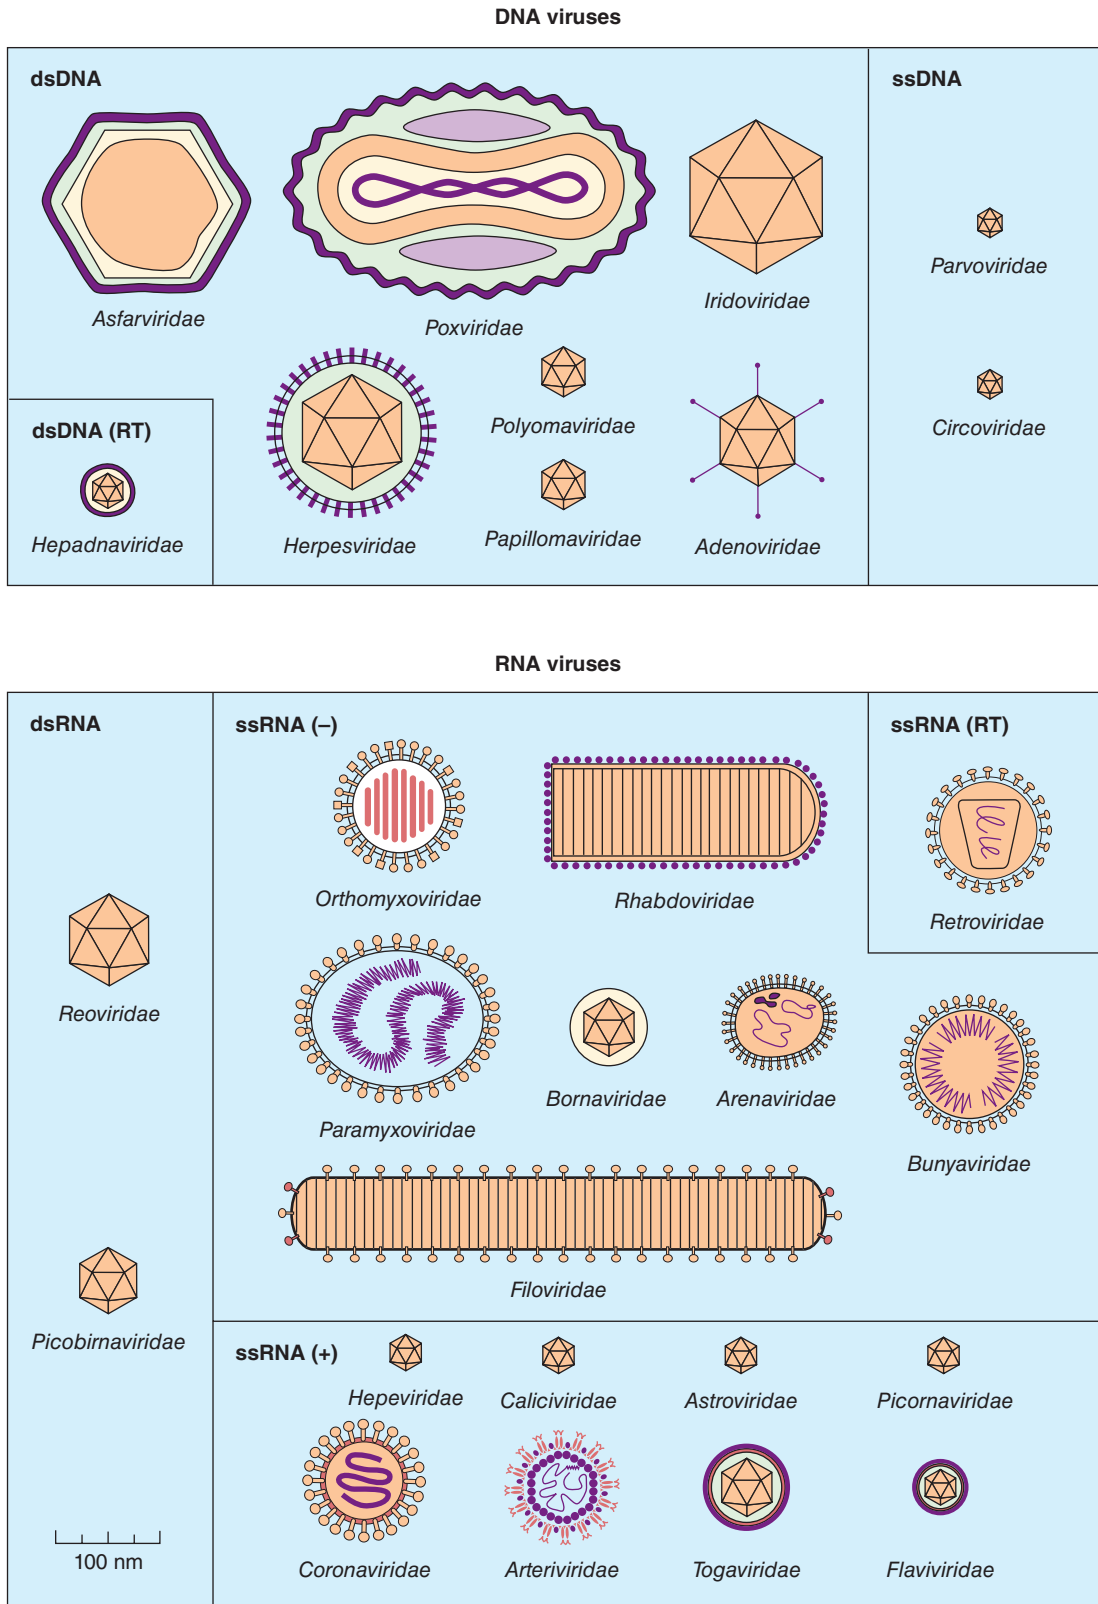 DNA viruses
dsDNA
ssDNA
Asfarviridae
Poxviridae
Iridoviridae
Parvoviridae
dsDNA (RT)
Hepadnaviridae
Herpesviridae
Polyomaviridae
Papillomaviridae
Adenoviridae
Circoviridae
RNA viruses
dsRNA
ssRNA (–)
ssRNA (RT)
Orthomyxoviridae
Rhabdoviridae
Retroviridae
Reoviridae
Paramyxoviridae
Bornaviridae
Arenaviridae
Bunyaviridae
Filoviridae
Picobirnaviridae
ssRNA (+)
Hepeviridae
Caliciviridae
Astroviridae
Picornaviridae
Coronaviridae
Arteriviridae
Togaviridae
Flaviviridae
100 nm